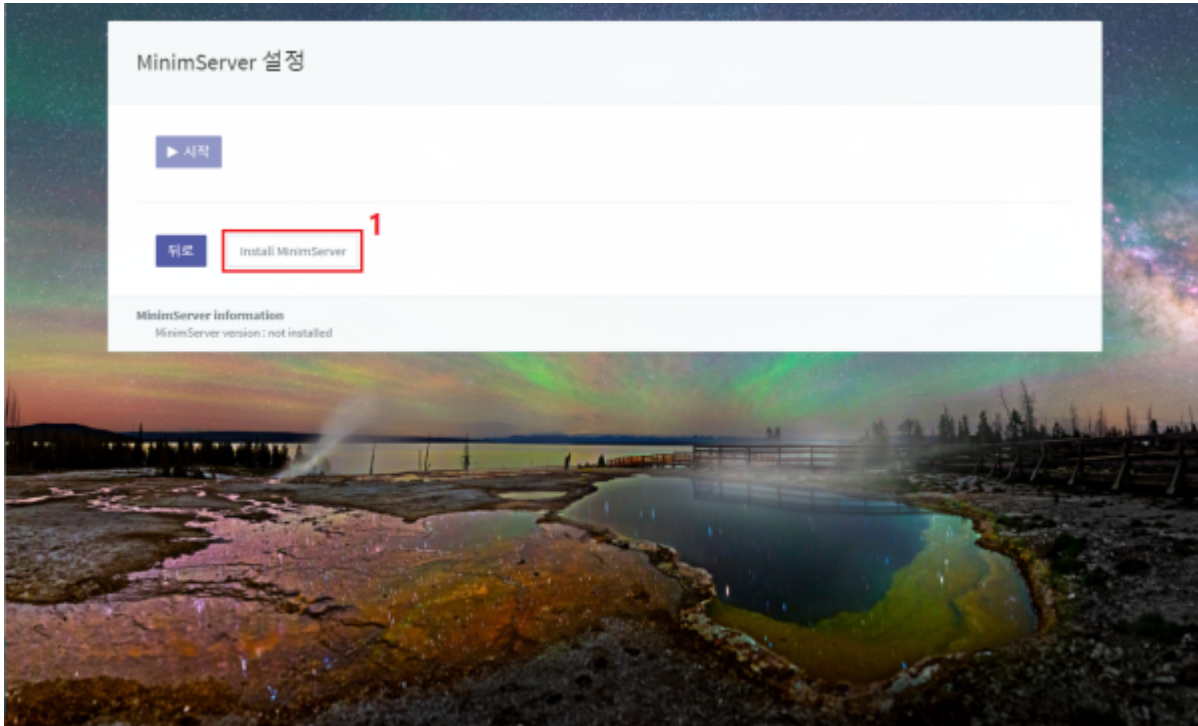 MinimServer 설정
▶ 시작
1
뒤로 Install MinimServer
MinimServer information
MinimServer version : not installed